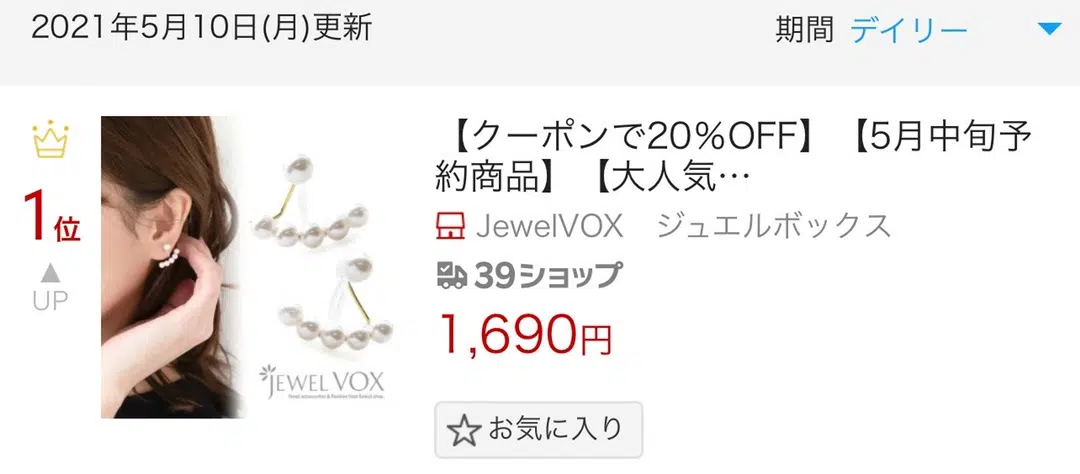 2021年5月10日(月)更新
期間 デイリー
【クーポンで20%OFF】 【5月中旬予
約商品】 【大人気…
1位
JewelVOX ジュエルボックス
UP
39ショップ
1,690円
JEWEL VOX
お気に入り